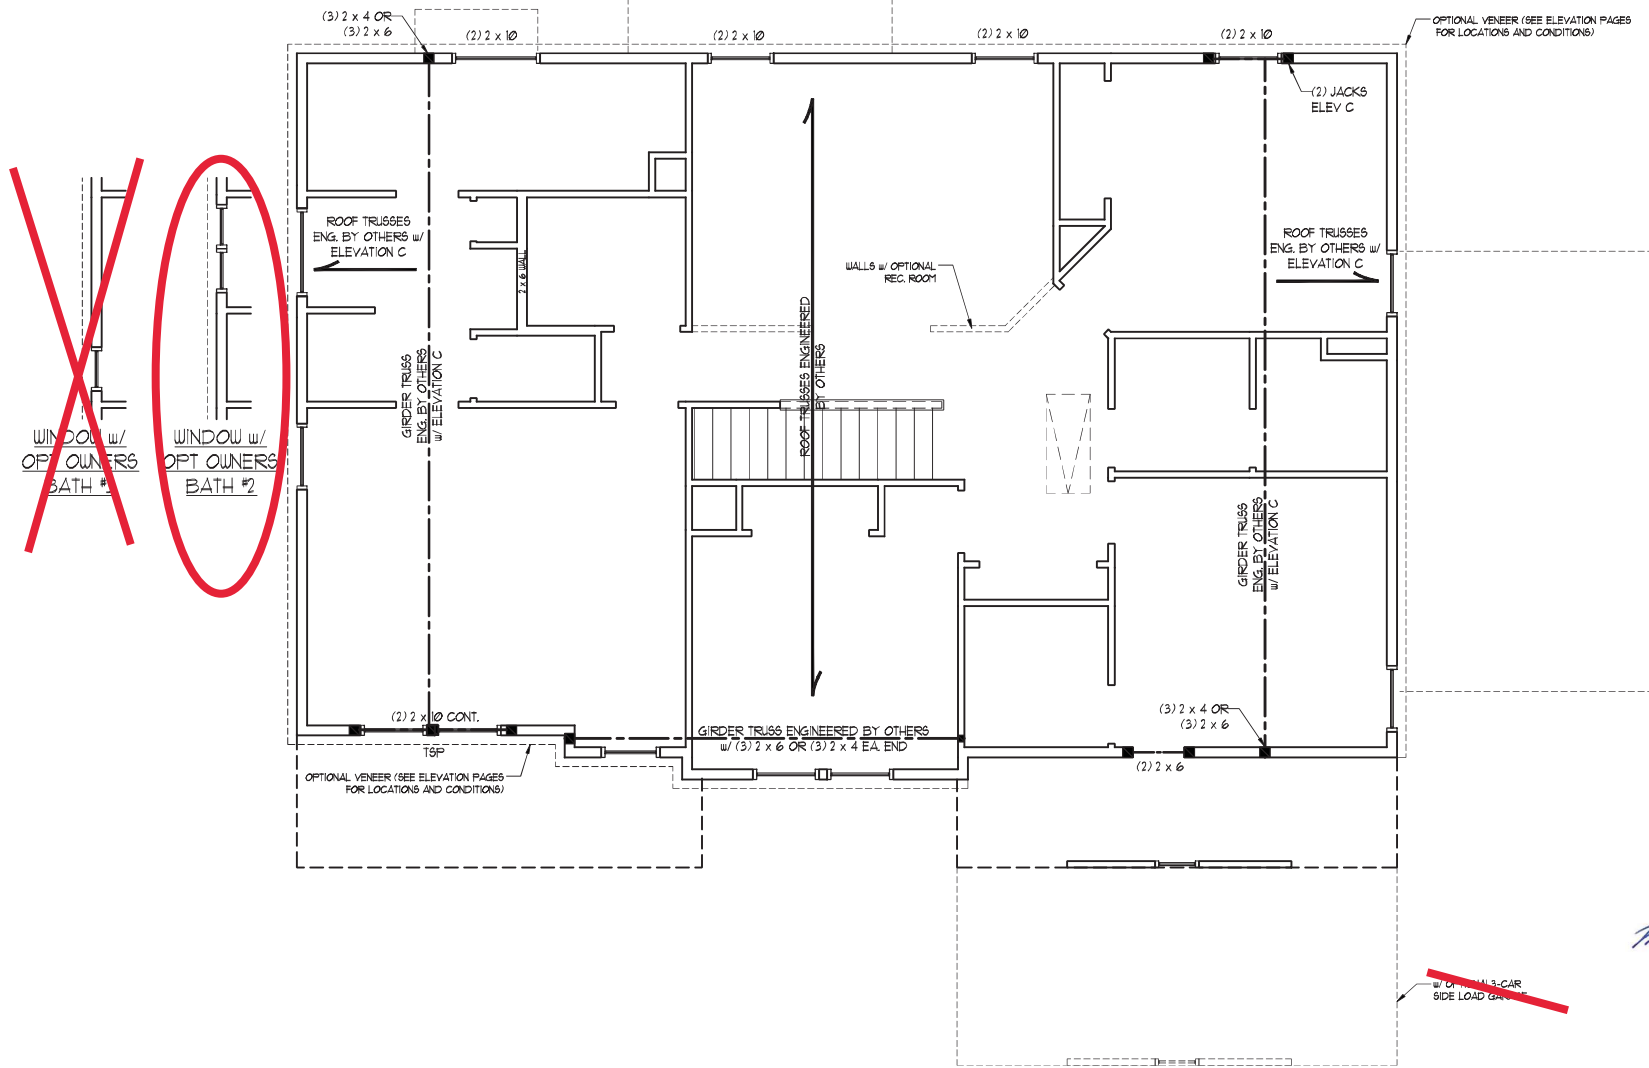 (3) 2 x 4 OR
(3) 2 x 6
(2) 2 x 10
(2) 2 x 10
(2) 2 x 10
(2) 2 x 10
OPTIONAL VENEER (SEE ELEVATION PAGES
FOR LOCATIONS AND CONDITIONS)
(2) JACKS
ELEV C
ROOF TRUSSES
ENG. BY OTHERS w/
ELEVATION C
2 x 6 WALL
WALLS w/ OPTIONAL
REC. ROOM
ROOF TRUSSES
ENG. BY OTHERS w/
ELEVATION C
ROOF TRUSSES ENGINEERED
BY OTHERS
GIRDER TRUSS
ENG. BY OTHERS
w/ ELEVATION C
WINDOW w/
OPT OWNERS
BATH
WINDOW w/
OPT OWNERS
BATH #2
GIRDER TRUSS
ENG. BY OTHERS
w/ ELEVATION C
(2) 2 x 10 CONT.
TSP
GIRDER TRUSS ENGINEERED BY OTHERS
w/ (3) 2 x 6 OR (3) 2 x 4 EA. END
(3) 2 x 4 OR
(3) 2 x 6
(2) 2 x 6
OPTIONAL VENEER (SEE ELEVATION PAGES
FOR LOCATIONS AND CONDITIONS)
w/ 3-CAR
SIDE LOAD